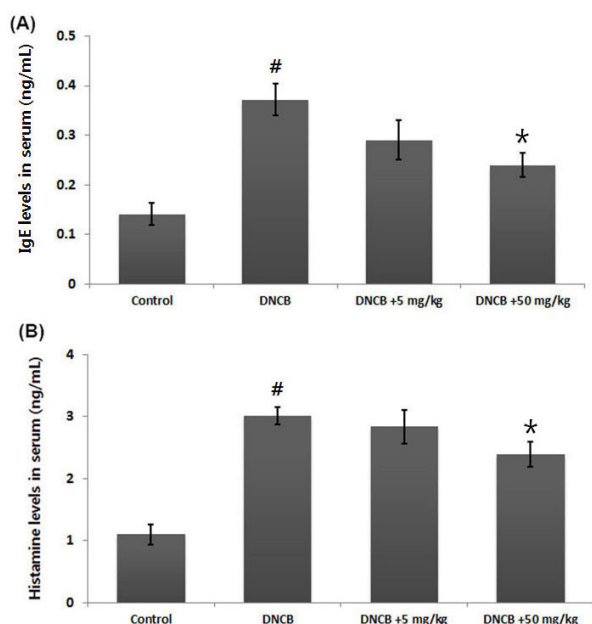 (A)
IgE levels in serum (ng/mL)
0.5
0.4
0.3
0.2
0.1
0
#
*
Control DNCB DNCB +5 mg/kg DNCB +50 mg/kg
(B)
Histamine levels in serum (ng/mL)
4
3
2
1
0
#
*
Control DNCB DNCB +5 mg/kg DNCB +50 mg/kg